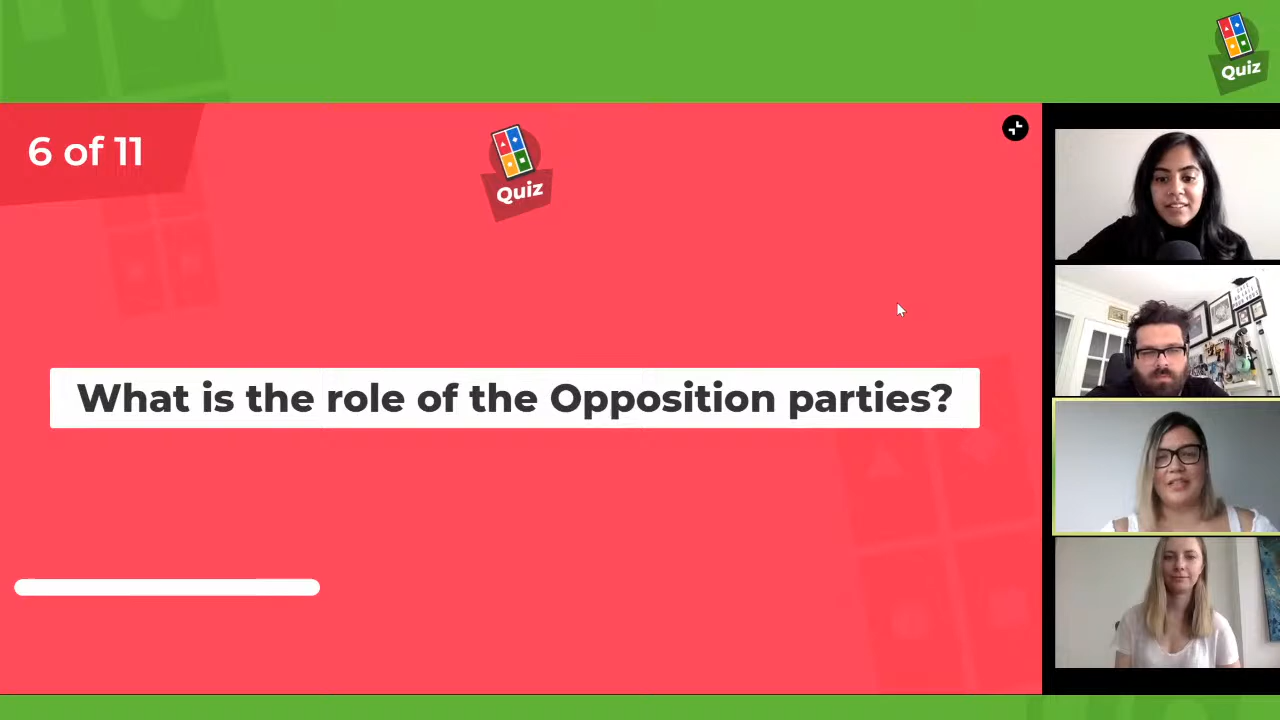 Quiz
6 of 11
Quiz
What is the role of the Opposition parties?